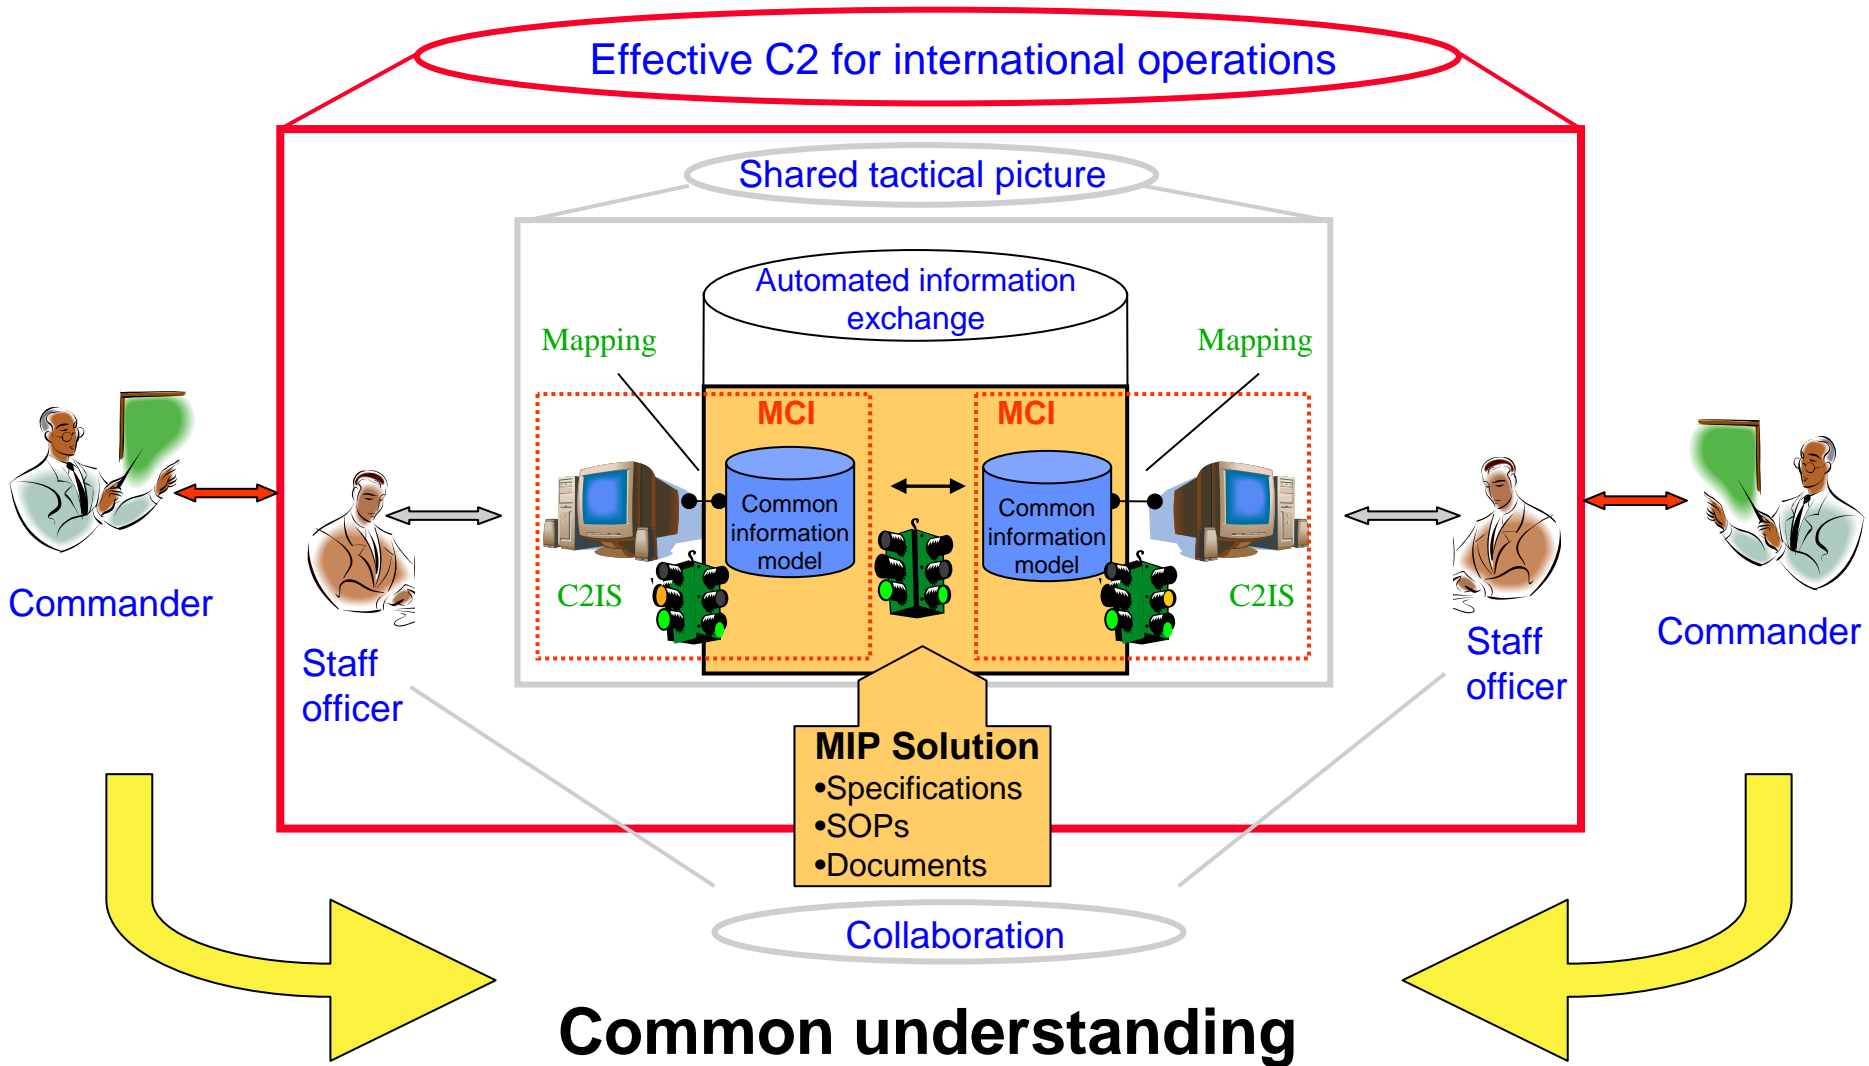 Effective C2 for international operations
Shared tactical picture
Automated information
exchange
Mapping
Mapping
MCI
MCI
Common
information
model
Common
information
model
C2IS
C2IS
Commander
Staff
officer
Staff
officer
Commander
MIP Solution
•Specifications
•SOPs
•Documents
Collaboration
Common understanding